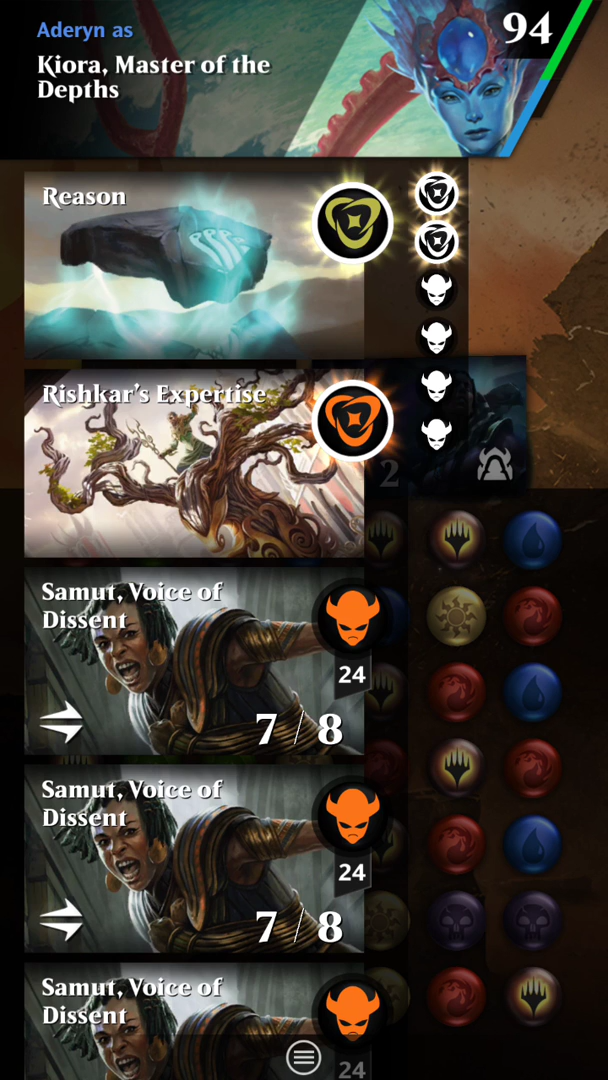 Aderyn as
Kiora, Master of the
Depths
94
Reason
Rishkar's Expertise
2
Samut, Voice of
Dissent
24
7 / 8
Samut, Voice of
Dissent
24
7 / 8
Samut, Voice of
Dissent
24